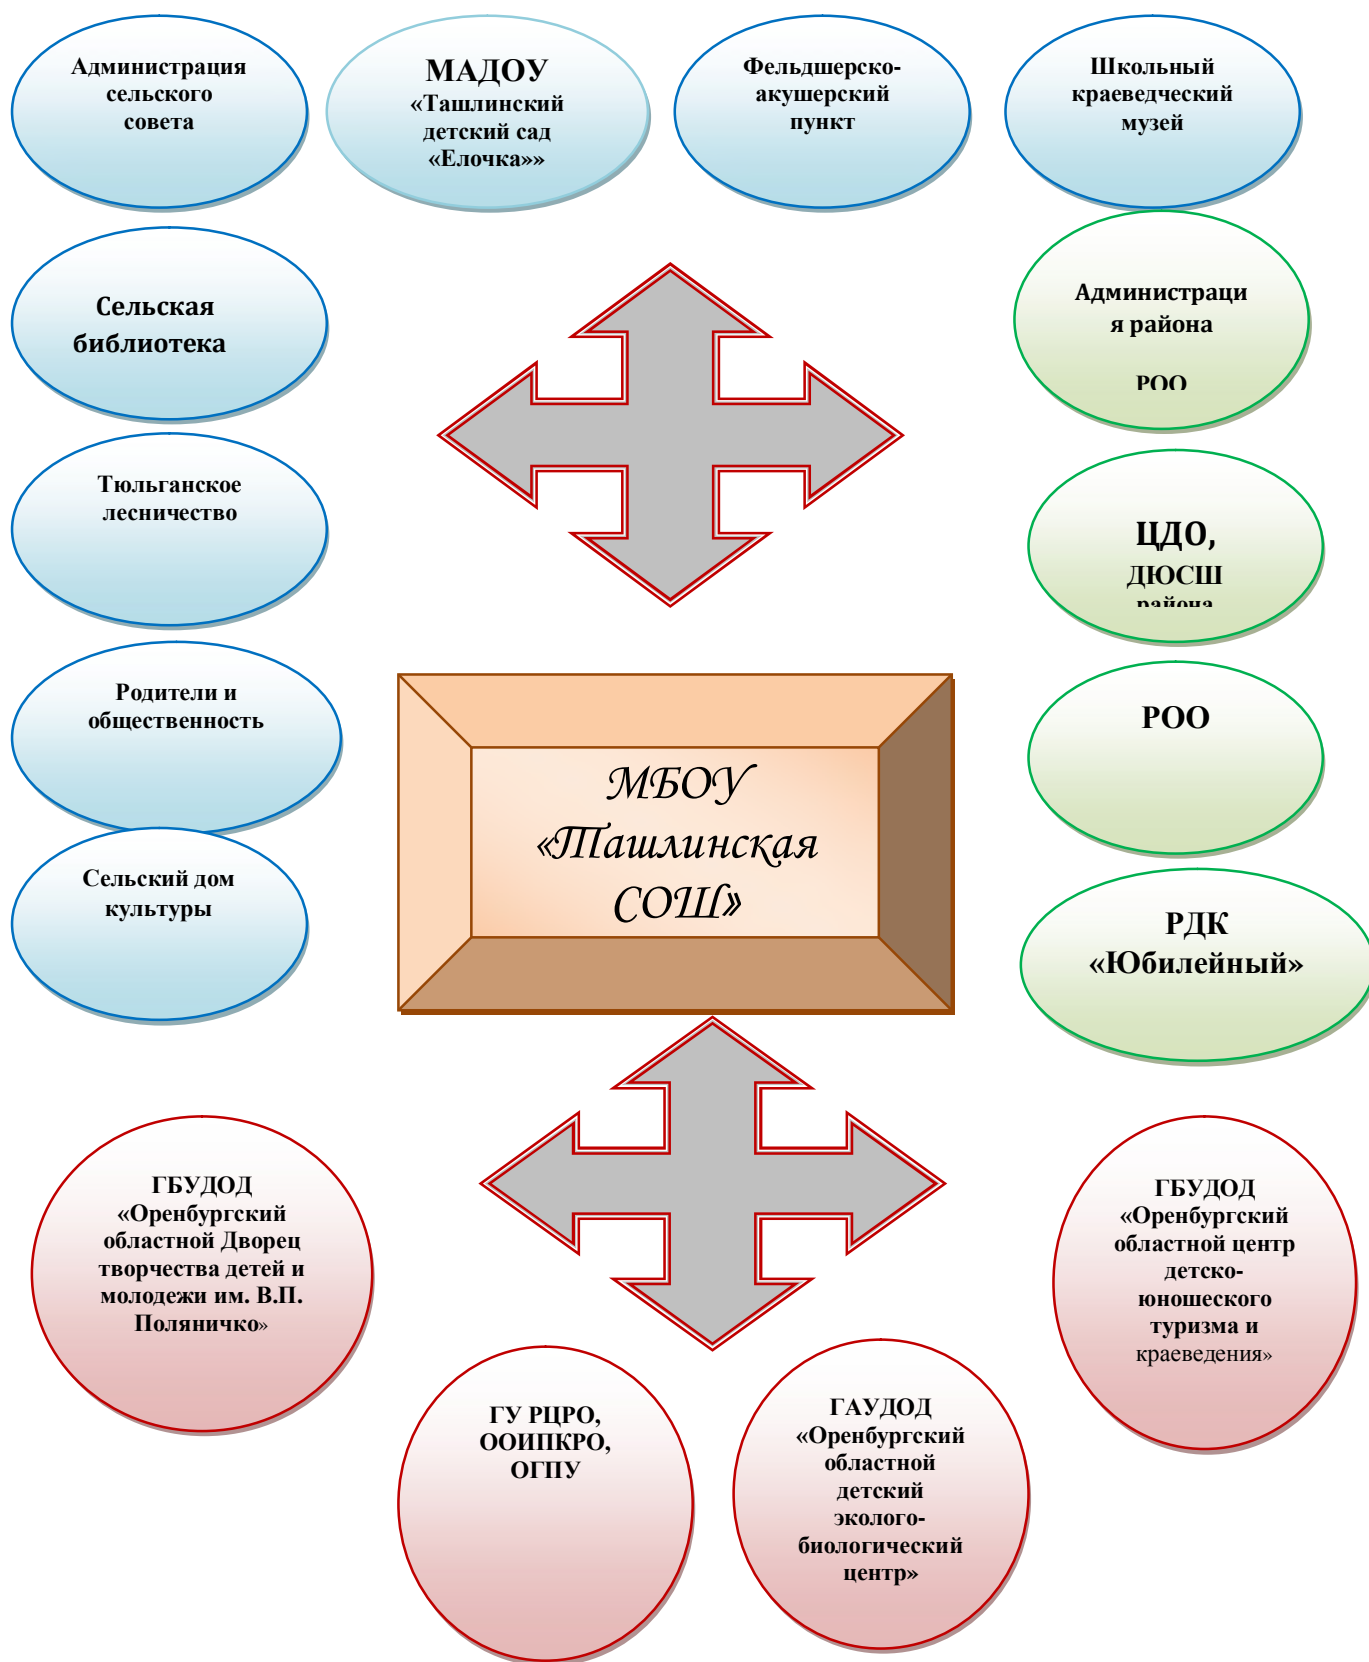 Администрация
сельского
совета
МАДОУ
«Ташлинский
детский сад
«Елочка»»
Фельдшерско-
акушерский
пункт
Школьный
краеведческий
музей
Сельская
библиотека
Администраци
я района
РОО
Тюльганское
лесничество
ЦДО,
ДЮСШ
района
Родители и
общественность
РОО
МБОУ
«Ташлинская
СОШ»
Сельский дом
культуры
РДК
«Юбилейный»
ГБУДОД
«Оренбургский
областной Дворец
творчества детей и
молодежи им. В.П.
Поляничко»
ГБУДОД
«Оренбургский
областной центр
детско-
юношеского
туризма и
краеведения»
ГУ РЦРО,
ООИПКРО,
ОГПУ
ГАУДОД
«Оренбургский
областной
детский
эколого-
биологический
центр»